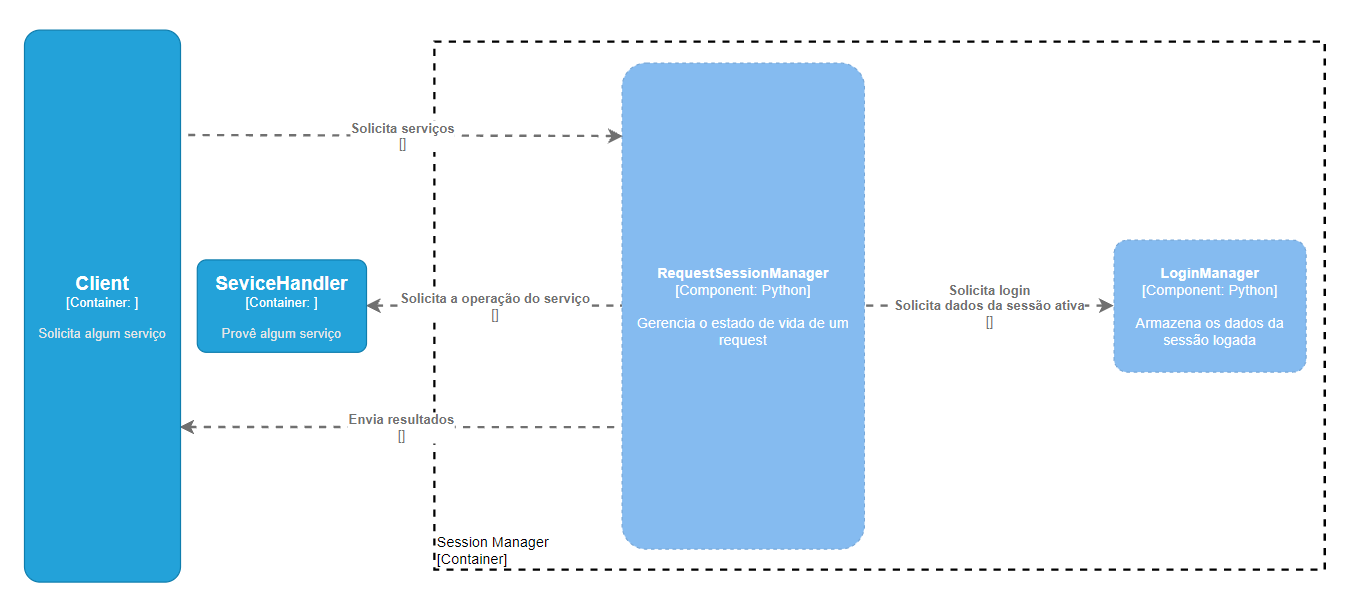 Client
[Container: ]
Solicita algum serviço
SeviceHandler
[Container: ]
Provê algum serviço
Solicita serviços
[]
Solicita a operação do serviço
[]
Envia resultados
[]
RequestSessionManager
[Component: Python]
Gerencia o estado de vida de um
request
Solicita login
Solicita dados da sessão ativa
[]
LoginManager
[Component: Python]
Armazena os dados da
sessão logada
Session Manager
[Container]